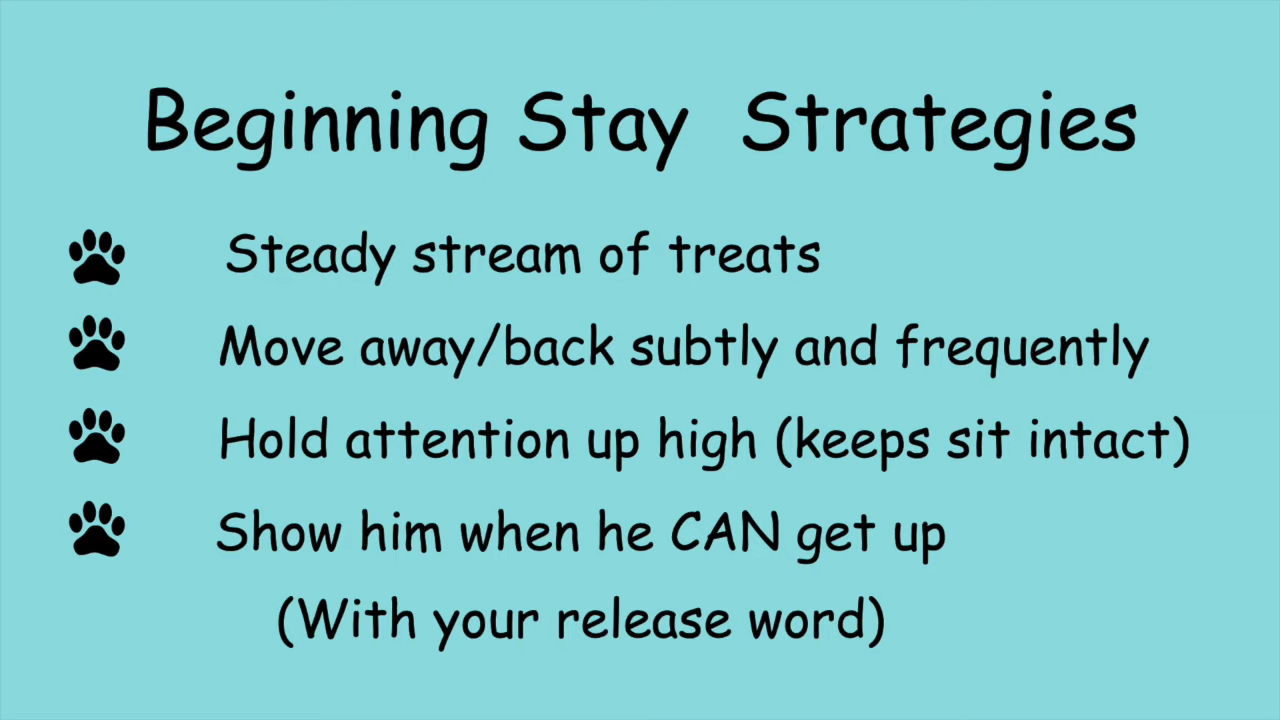 Beginning Stay Strategies
Steady stream of treats
Move away/back subtly and frequently
Hold attention up high (keeps sit intact)
Show him when he CAN get up
(With your release word)